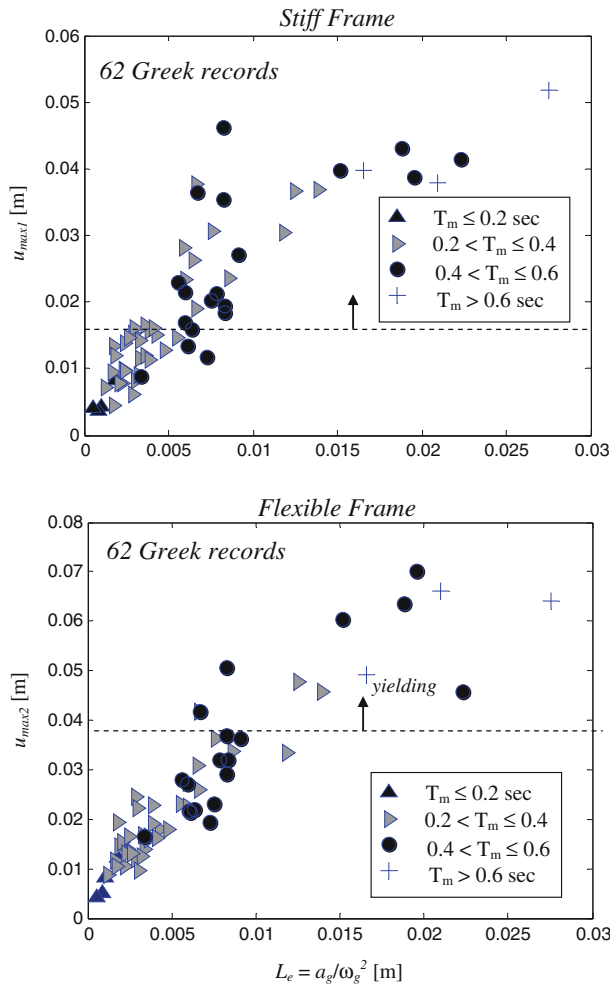 Stiff Frame
0.06
62 Greek records
0.05
0.04
u_max1 [m]
0.03
T_m ≤ 0.2 sec
0.2 < T_m ≤ 0.4
0.4 < T_m ≤ 0.6
T_m > 0.6 sec
0.02
0.01
0
0 0.005 0.01 0.015 0.02 0.025 0.03
Flexible Frame
0.08
62 Greek records
0.07
0.06
0.05
yielding
u_max2 [m]
0.04
0.03
T_m ≤ 0.2 sec
0.2 < T_m ≤ 0.4
0.4 < T_m ≤ 0.6
T_m > 0.6 sec
0.02
0.01
0
0 0.005 0.01 0.015 0.02 0.025 0.03
L_e = a_g/ω_g² [m]